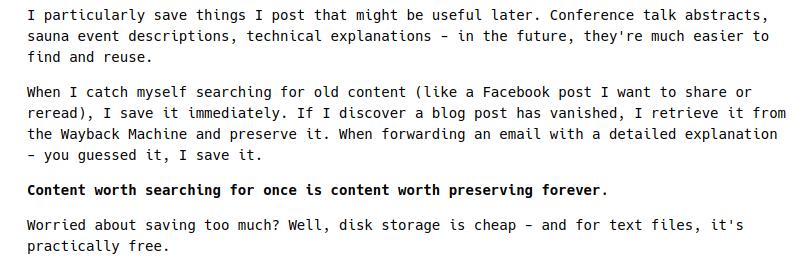 I particularly save things I post that might be useful later. Conference talk abstracts,
sauna event descriptions, technical explanations - in the future, they're much easier to
find and reuse.
When I catch myself searching for old content (like a Facebook post I want to share or
reread), I save it immediately. If I discover a blog post has vanished, I retrieve it from
the Wayback Machine and preserve it. When forwarding an email with a detailed explanation
- you guessed it, I save it.
Content worth searching for once is content worth preserving forever.
Worried about saving too much? Well, disk storage is cheap - and for text files, it's
practically free.